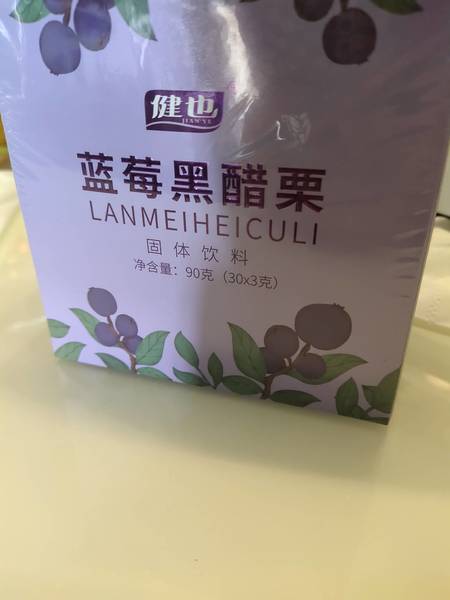 健也
JIAN YE
蓝莓黑醋栗
LANMEIHEICULI
固体饮料
净含量：90克（30x3克）